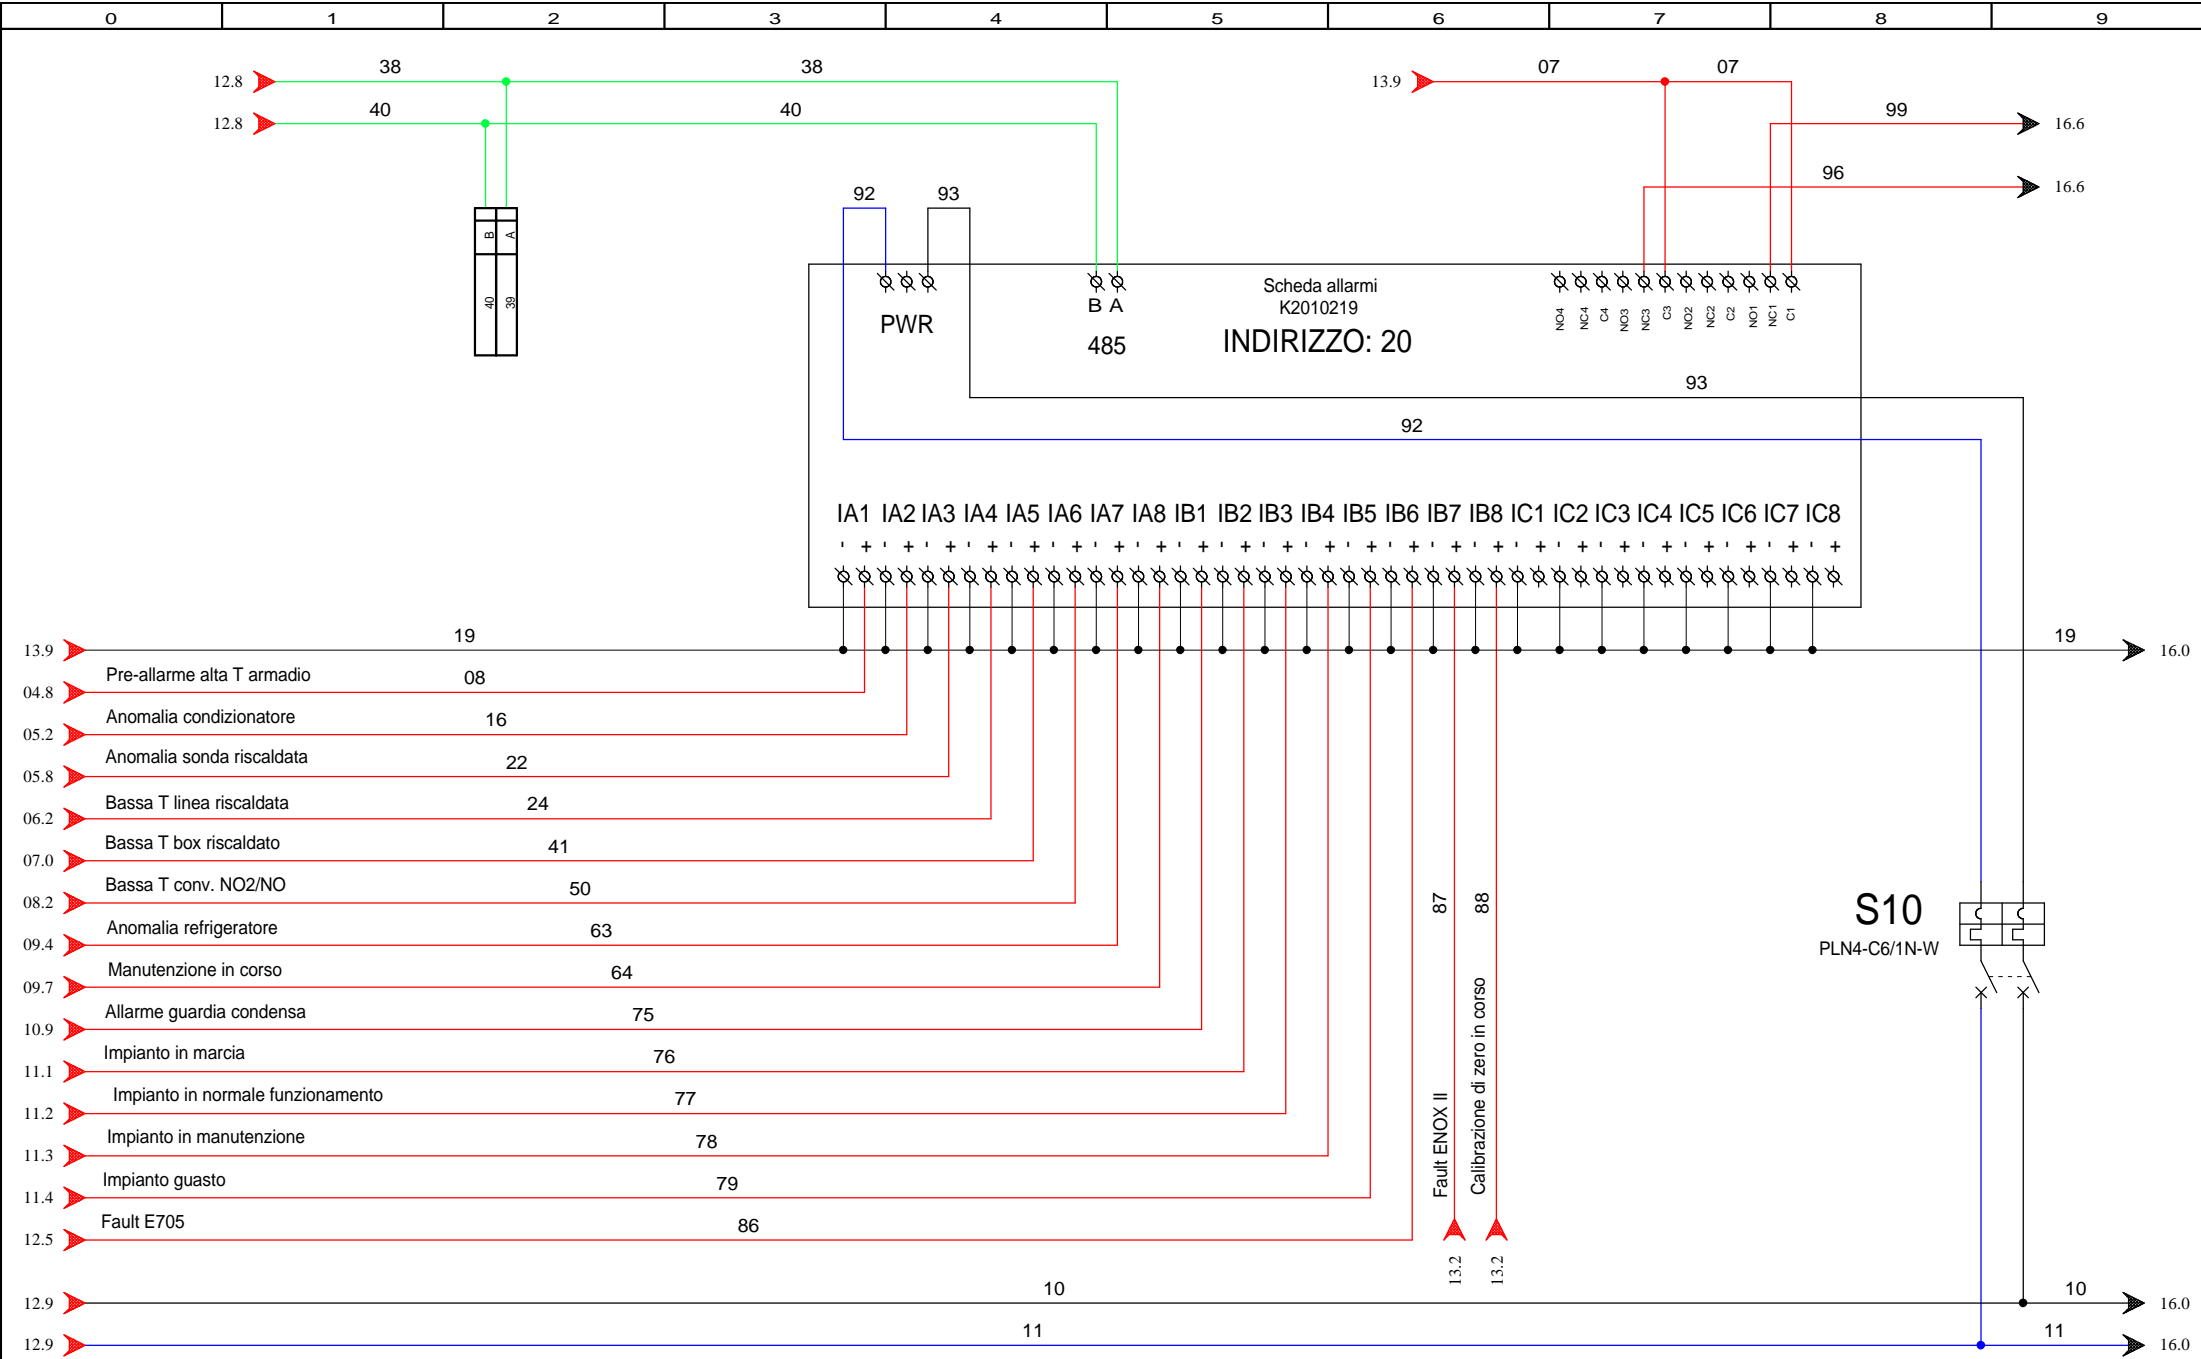 0 1 2 3 4 5 6 7 8 9
12.8 38 38
12.8 40 40
13.9 07 07
99 16.6
96 16.6
92 93
B A
40 39
PWR
B A
485
Scheda allarmi
K2010219
INDIRIZZO: 20
NO4 NC4 C4 NO3 NC3 C3 NO2 NC2 C2 NO1 NC1 C1
93
92
IA1 IA2 IA3 IA4 IA5 IA6 IA7 IA8 IB1 IB2 IB3 IB4 IB5 IB6 IB7 IB8 IC1 IC2 IC3 IC4 IC5 IC6 IC7 IC8
- + - + - + - + - + - + - + - + - + - + - + - + - + - + - + - + - + - + - + - + - + - + - + - +
13.9 19 19 16.0
04.8 Pre-allarme alta T armadio 08
05.2 Anomalia condizionatore 16
05.8 Anomalia sonda riscaldata 22
06.2 Bassa T linea riscaldata 24
07.0 Bassa T box riscaldato 41
08.2 Bassa T conv. NO2/NO 50
09.4 Anomalia refrigeratore 63
09.7 Manutenzione in corso 64
10.9 Allarme guardia condensa 75
11.1 Impianto in marcia 76
11.2 Impianto in normale funzionamento 77
11.3 Impianto in manutenzione 78
11.4 Impianto guasto 79
12.5 Fault E705 86
87 Fault ENOX II 13.2
88 Calibrazione di zero in corso 13.2
S10
PLN4-C6/1N-W
12.9 10 10 16.0
12.9 11 11 16.0